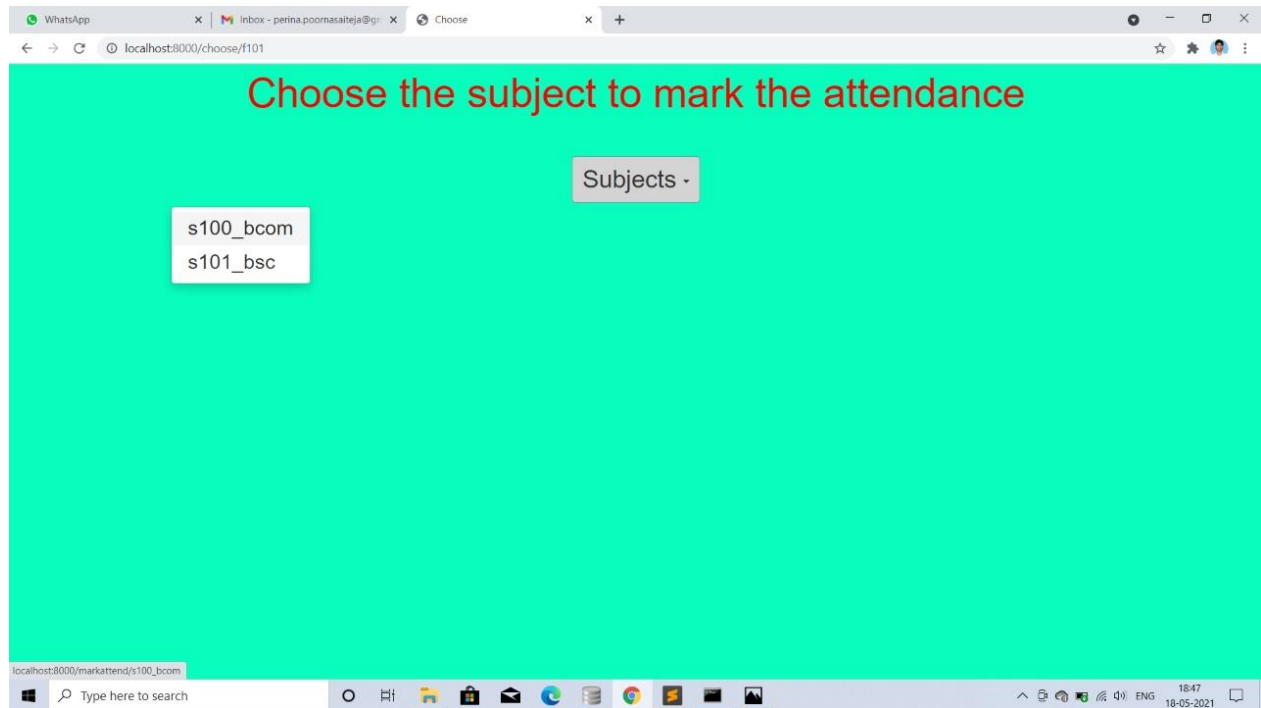 WhatsApp
Inbox - perina.poornasaiteja@gm
Choose
localhost:8000/choose/f101
Choose the subject to mark the attendance
Subjects
s100_bcom
s101_bsc
localhost:8000/markattend/s100_bcom
Type here to search
ENG
18:47
18-05-2021